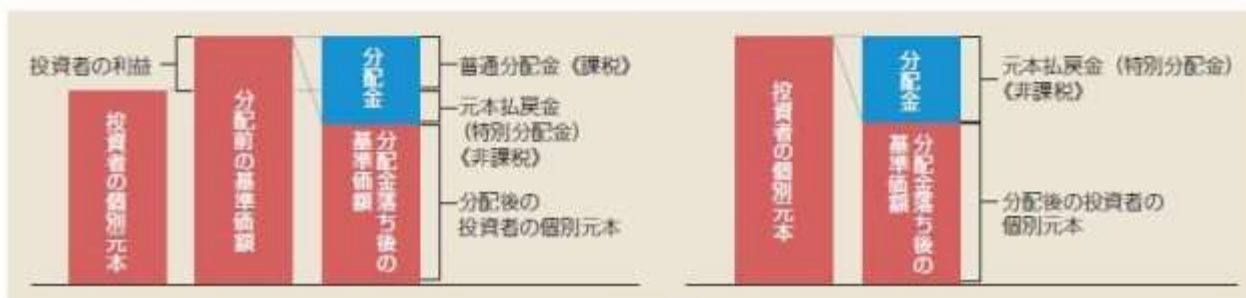 投資者の利益
投資者の個別元本
分配前の基準価額
分配金
分配金落ち後の
基準価額
普通分配金《課税》
元本払戻金
(特別分配金)
《非課税》
分配後の
投資者の個別元本
投資者の個別元本
分配金
分配金落ち後の
基準価額
元本払戻金(特別分配金)
《非課税》
分配後の投資者の
個別元本